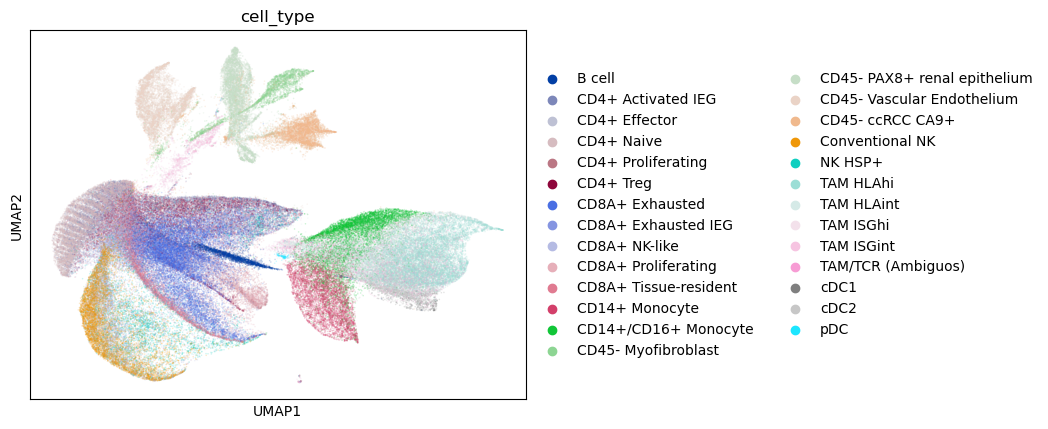 cell_type
UMAP2
UMAP1
B cell
CD4+ Activated IEG
CD4+ Effector
CD4+ Naive
CD4+ Proliferating
CD4+ Treg
CD8A+ Exhausted
CD8A+ Exhausted IEG
CD8A+ NK-like
CD8A+ Proliferating
CD8A+ Tissue-resident
CD14+ Monocyte
CD14+/CD16+ Monocyte
CD45- Myofibroblast
CD45- PAX8+ renal epithelium
CD45- Vascular Endothelium
CD45- ccRCC CA9+
Conventional NK
NK HSP+
TAM HLAhi
TAM HLAint
TAM ISGhi
TAM ISGint
TAM/TCR (Ambiguos)
cDC1
cDC2
pDC